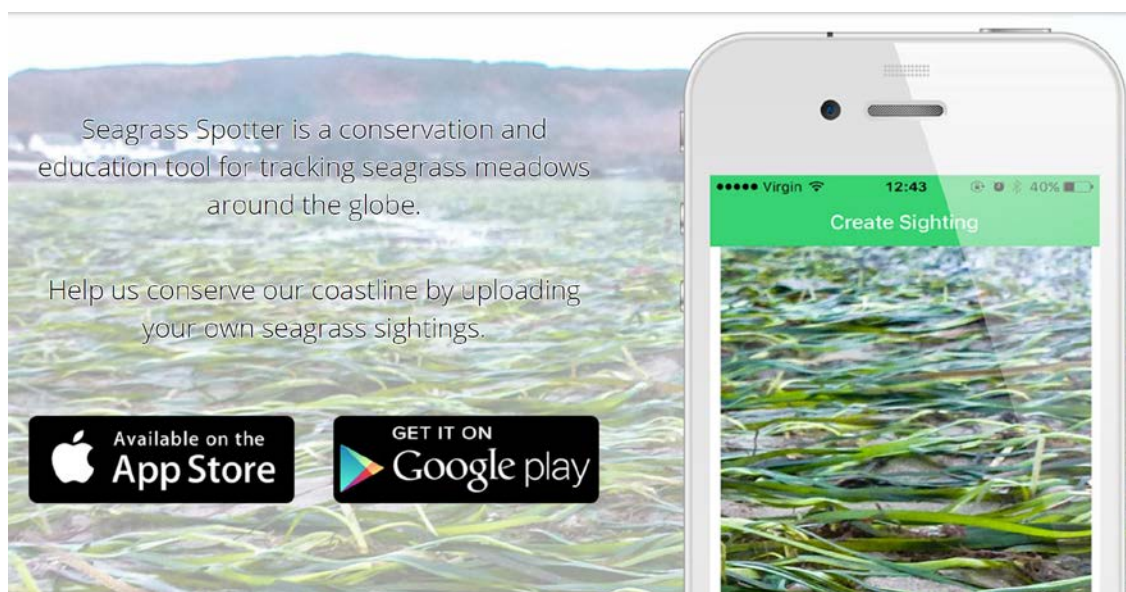 Seagrass Spotter is a conservation and
education tool for tracking seagrass meadows
around the globe.
Help us conserve our coastline by uploading
your own seagrass sightings.
Available on the
App Store
GET IT ON
Google play
Virgin 12:43 40%
Create Sighting